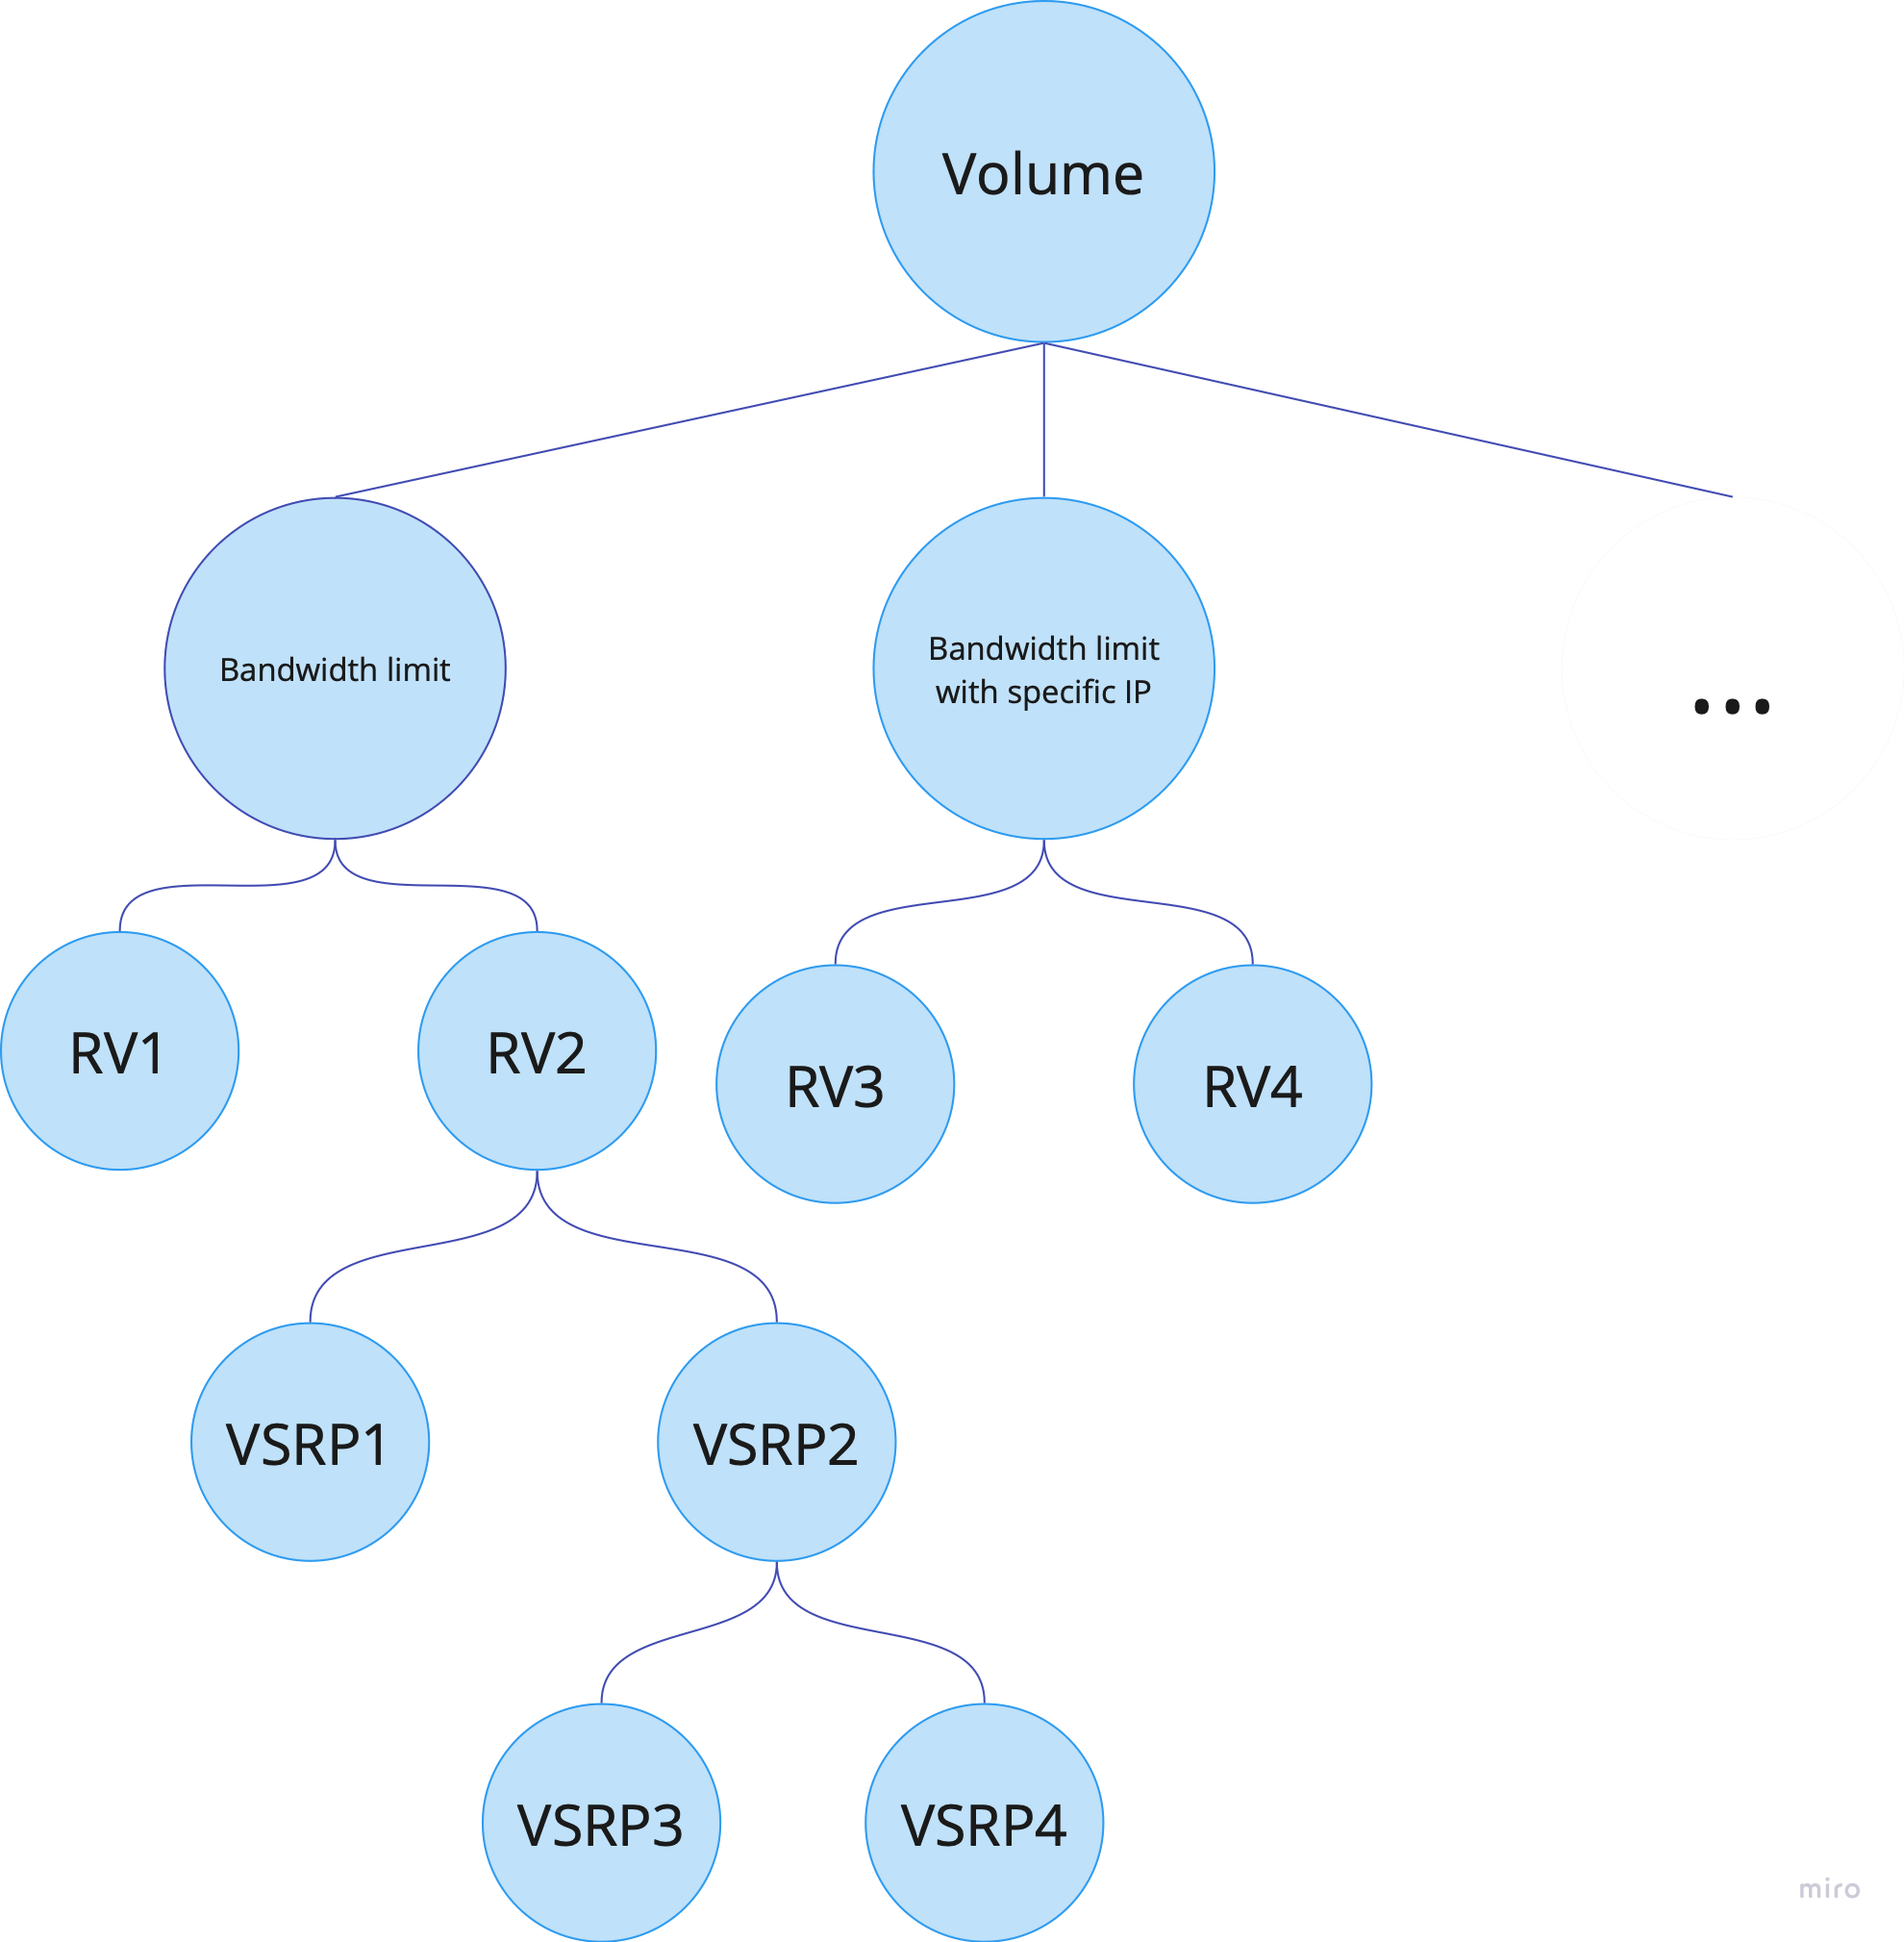 Volume
Bandwidth limit
Bandwidth limit
with specific IP
...
RV1
RV2
RV3
RV4
VSRP1
VSRP2
VSRP3
VSRP4
miro